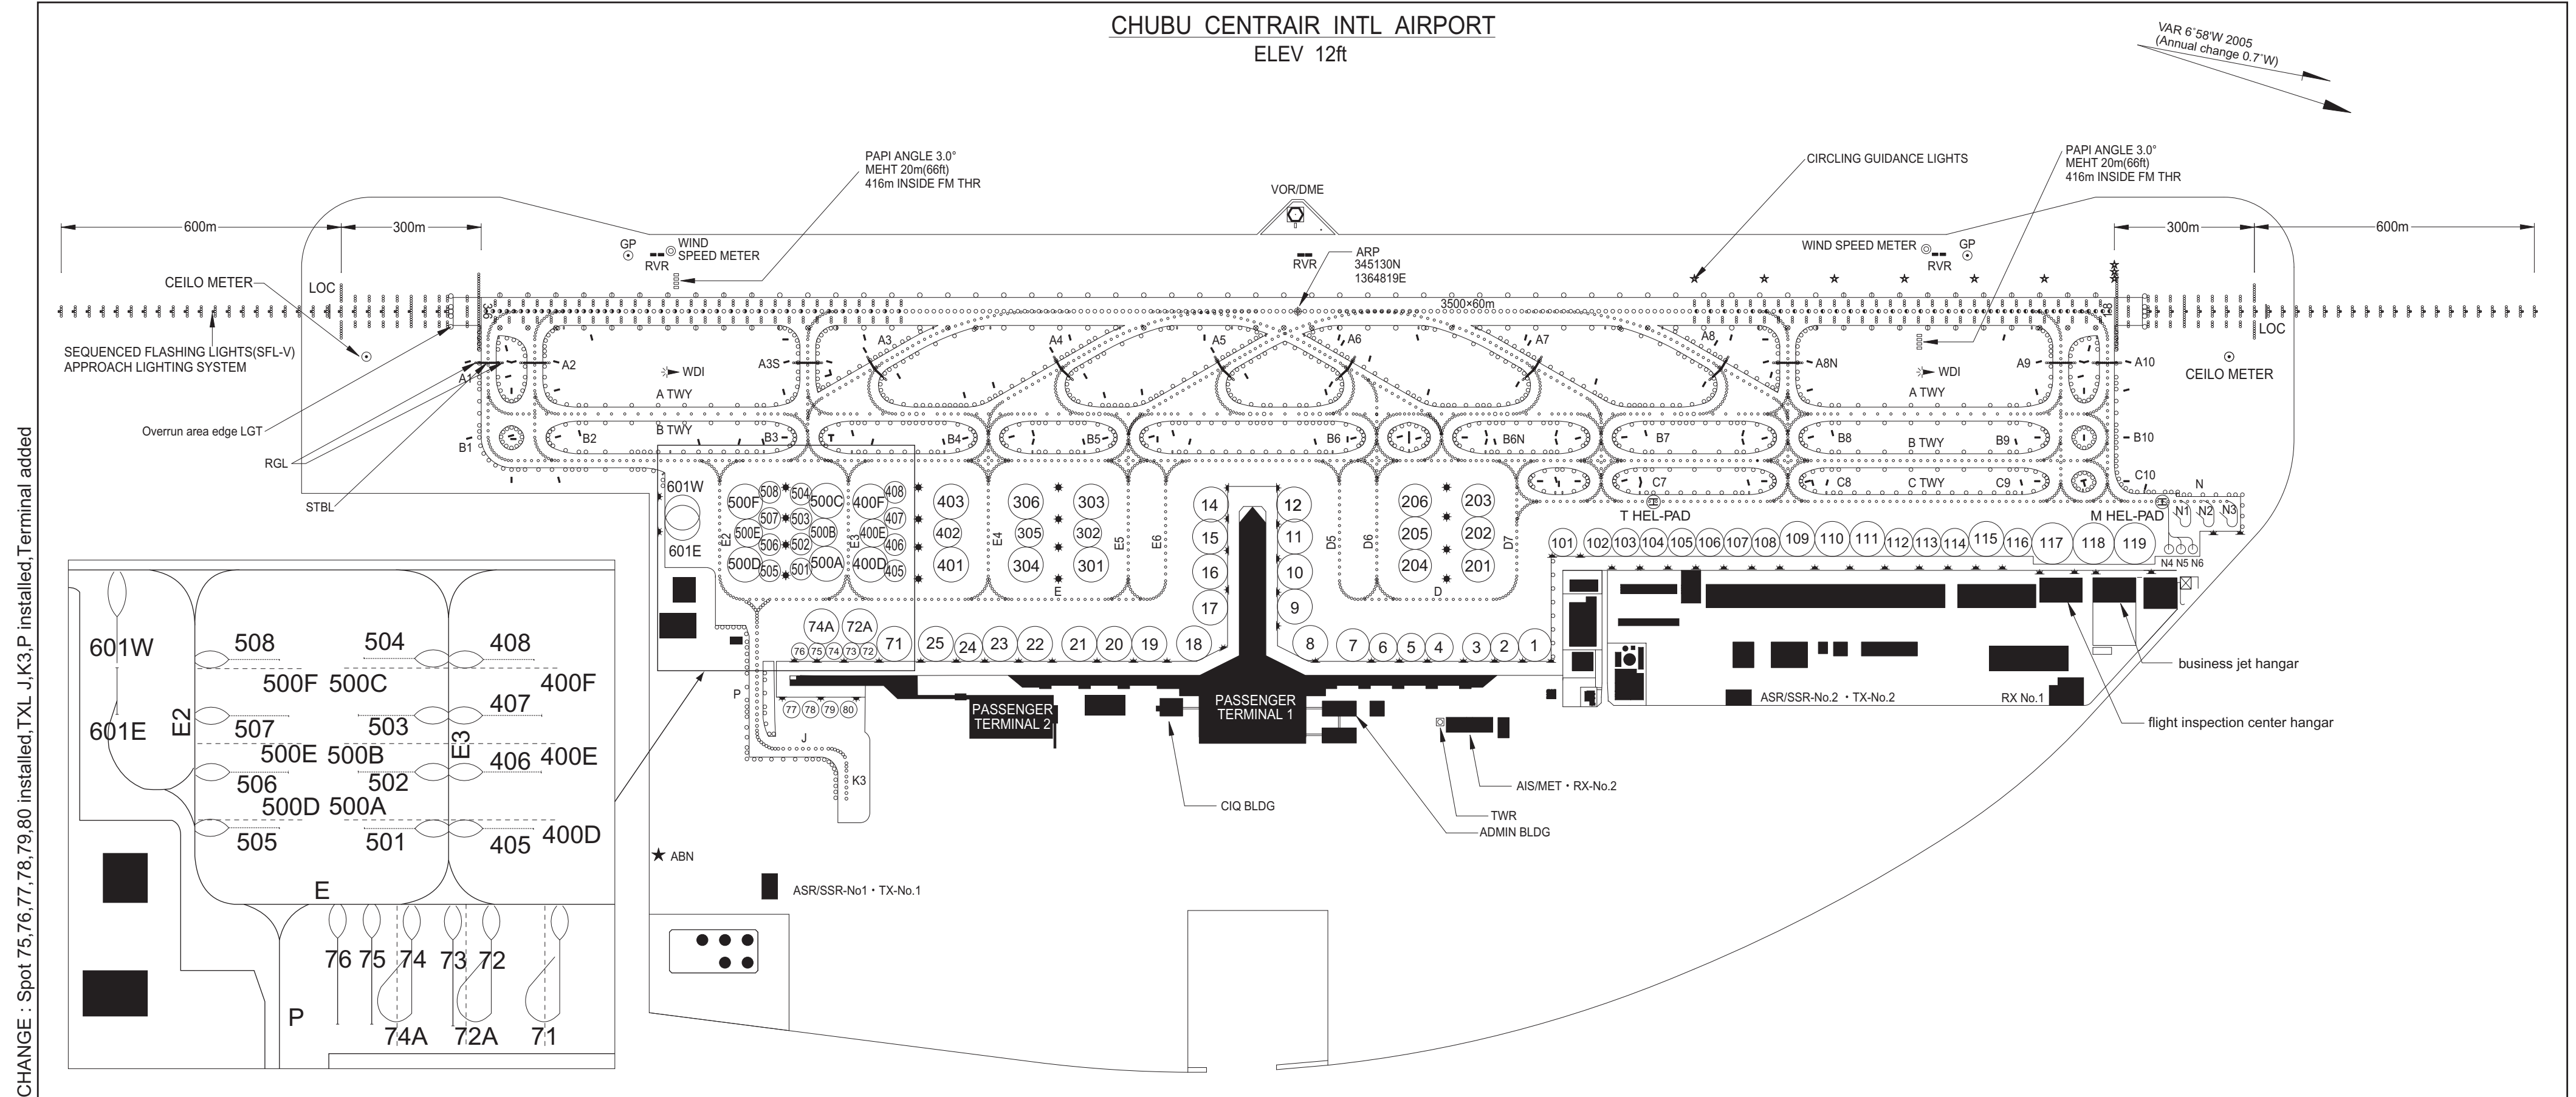 CHUBU CENTRAIR INTL AIRPORT
ELEV 12ft
VAR 6°58'W 2005
(Annual change 0.7'W)
PAPI ANGLE 3.0°
MEHT 20m(66ft)
416m INSIDE FM THR
CIRCLING GUIDANCE LIGHTS
PAPI ANGLE 3.0°
MEHT 20m(66ft)
416m INSIDE FM THR
VOR/DME
600m
300m
GP
WIND
SPEED METER
RVR
RVR
ARP
345130N
1364819E
WIND SPEED METER
GP
RVR
300m
600m
CEILO METER
LOC
36
3500×60m
18
LOC
SEQUENCED FLASHING LIGHTS(SFL-V)
APPROACH LIGHTING SYSTEM
A1
A2
A3S
A3
A4
A5
A6
A7
A8
A8N
A9
A10
WDI
WDI
CEILO METER
A TWY
A TWY
Overrun area edge LGT
B TWY
B1
B2
B3
B4
B5
B6
B6N
B7
B8
B TWY
B9
B10
RGL
C7
C8
C TWY
C9
C10
N
STBL
601W
601E
500F
508
504
500C
400F
408
403
306
303
14
12
206
203
T HEL-PAD
M HEL-PAD
N1
N2
N3
507
503
407
500E
500B
400E
402
305
302
15
11
205
202
506
502
406
500D
505
501
500A
400D
405
401
304
301
16
10
204
201
E2
E3
E4
E5
E6
D5
D6
D7
101
102
103
104
105
106
107
108
109
110
111
112
113
114
115
116
117
118
119
N4
N5
N6
E
D
17
9
74A
72A
76
75
74
73
72
71
25
24
23
22
21
20
19
18
8
7
6
5
4
3
2
1
P
77
78
79
80
J
K3
PASSENGER
TERMINAL 2
PASSENGER
TERMINAL 1
ASR/SSR-No.2・TX-No.2
RX No.1
business jet hangar
flight inspection center hangar
CIQ BLDG
AIS/MET・RX-No.2
TWR
ADMIN BLDG
ABN
ASR/SSR-No1・TX-No.1
601W
601E
E2
508
504
408
500F
500C
400F
507
503
407
E3
500E
500B
406
400E
506
502
500D
500A
505
501
405
400D
E
76
75
74
73
72
P
74A
72A
71
CHANGE : Spot 75,76,77,78,79,80 installed,TXL J,K3,P installed,Terminal added